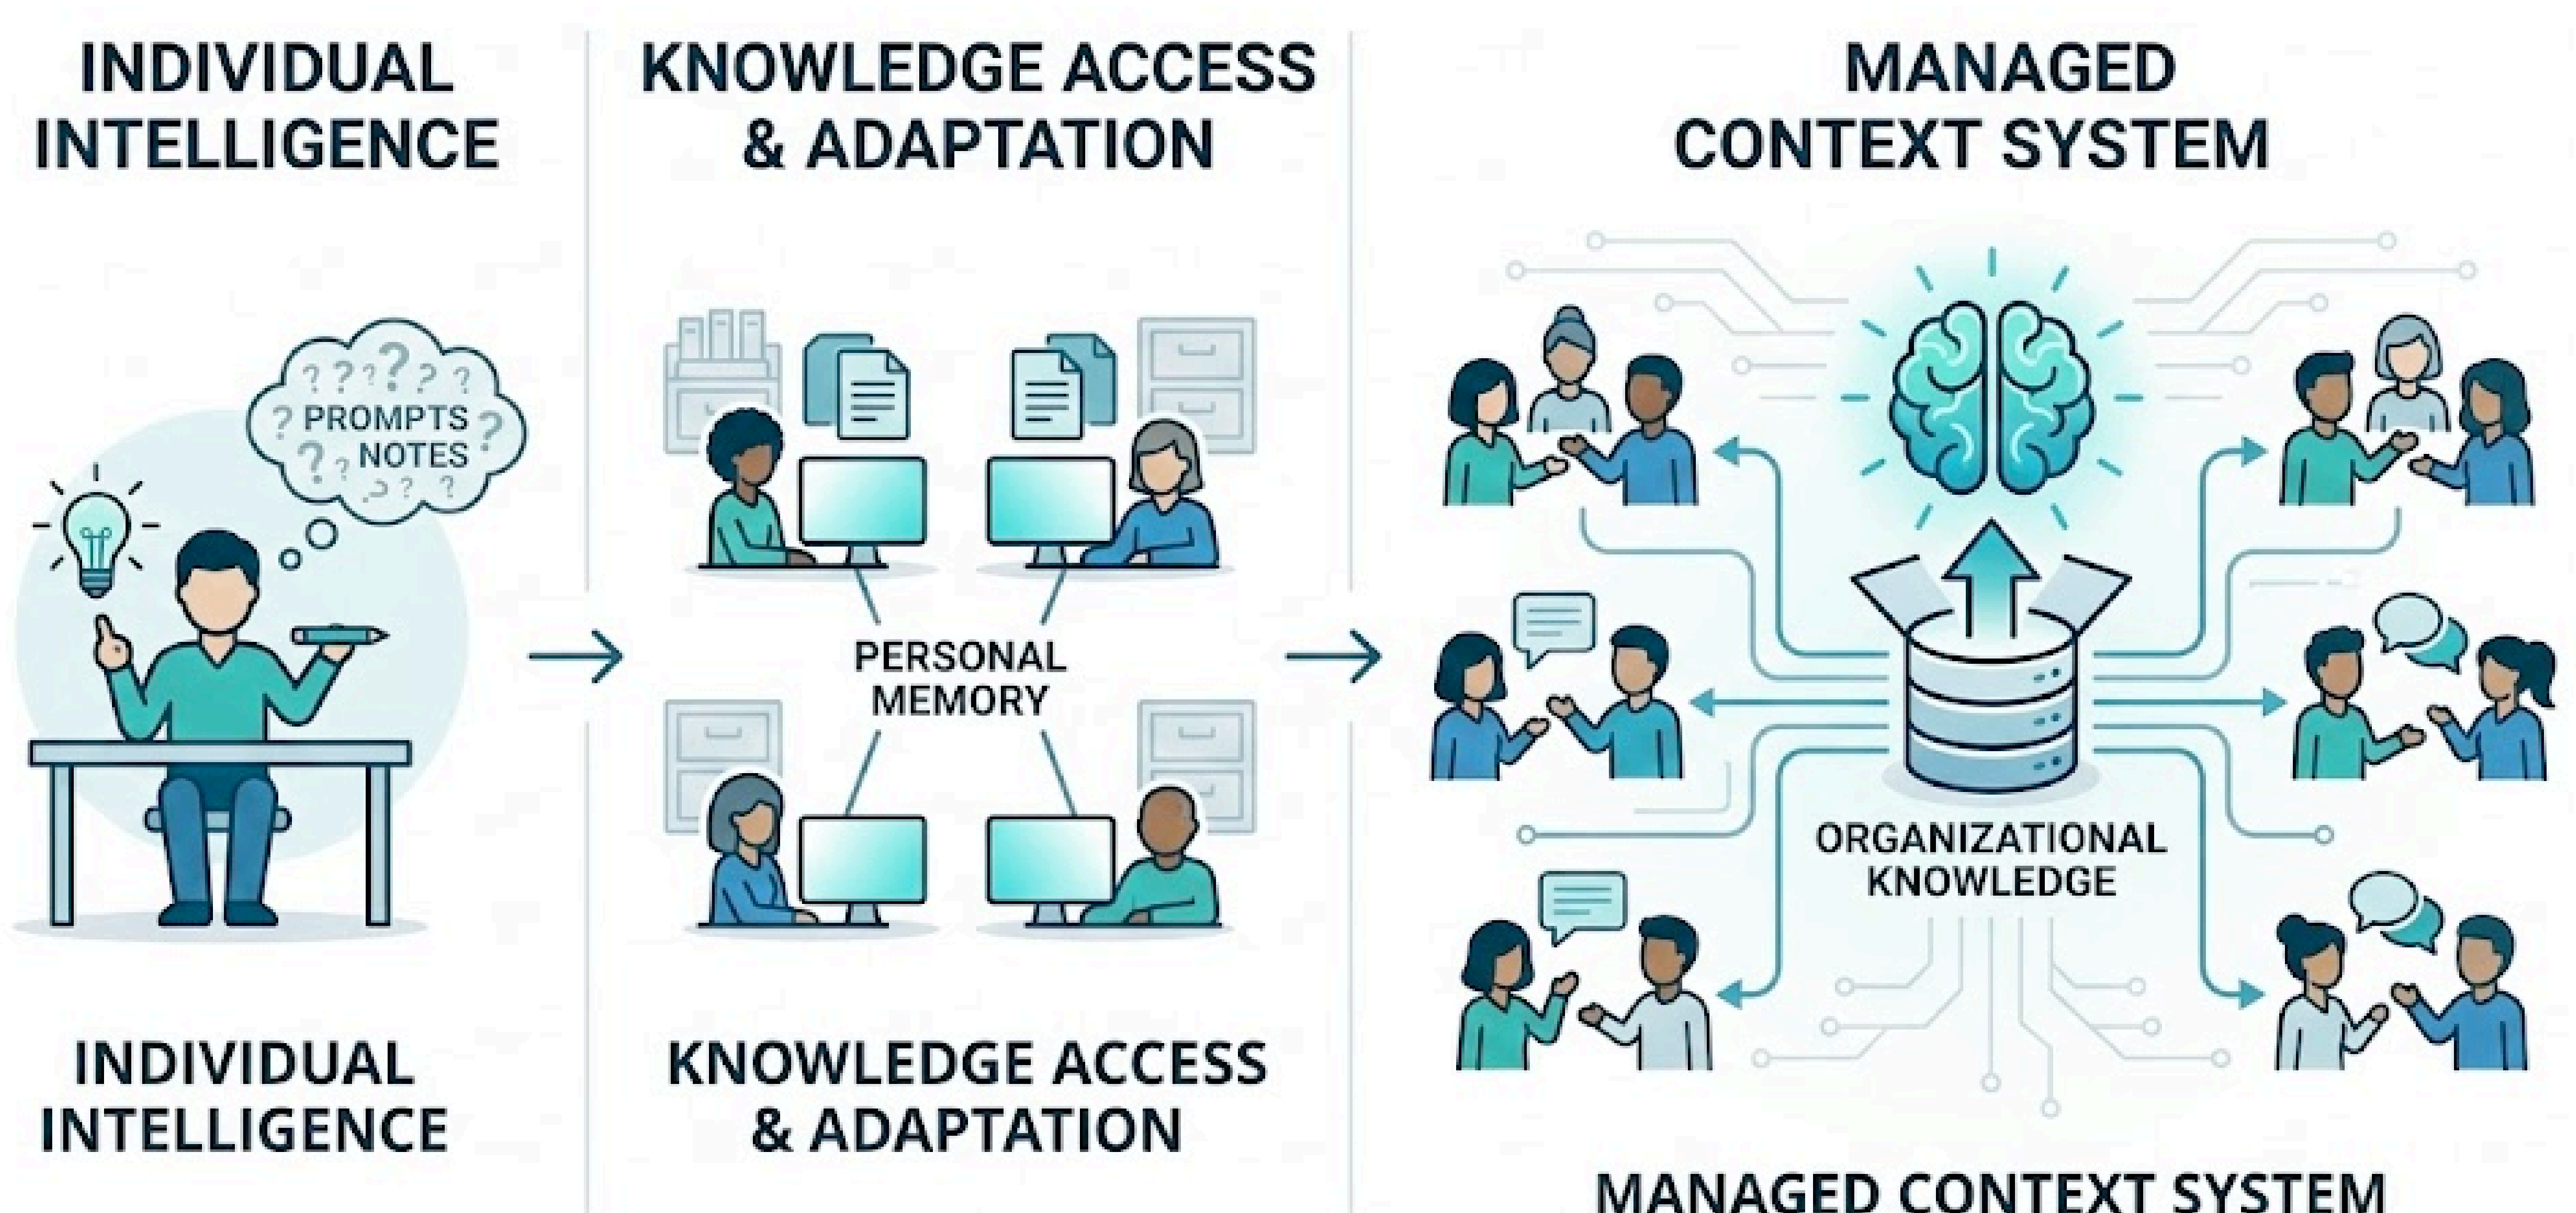 INDIVIDUAL
INTELLIGENCE
? ? ? ? ? ?
? PROMPTS ?
? ? NOTES
? ?
KNOWLEDGE ACCESS
& ADAPTATION
PERSONAL
MEMORY
MANAGED
CONTEXT SYSTEM
ORGANIZATIONAL
KNOWLEDGE
INDIVIDUAL
INTELLIGENCE
KNOWLEDGE ACCESS
& ADAPTATION
MANAGED CONTEXT SYSTEM